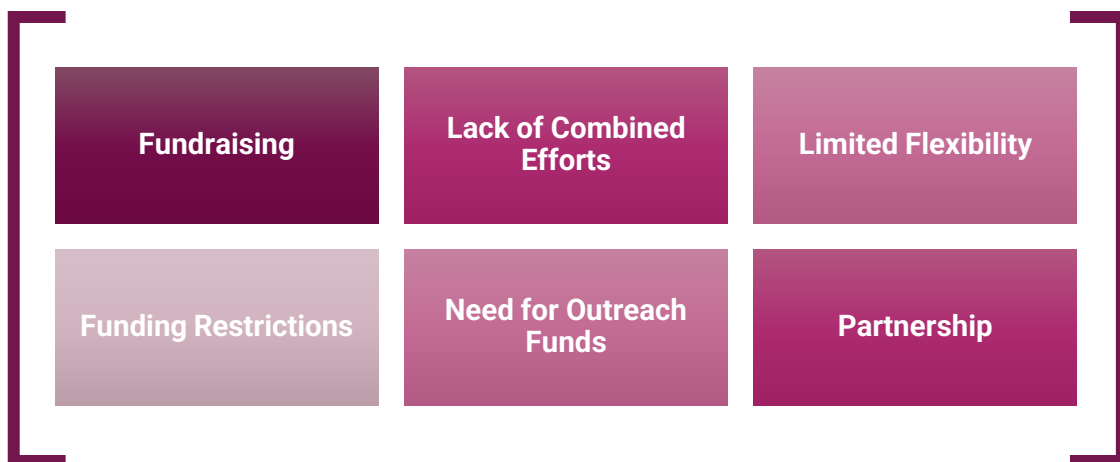 Fundraising
Lack of Combined
Efforts
Limited Flexibility
Funding Restrictions
Need for Outreach
Funds
Partnership